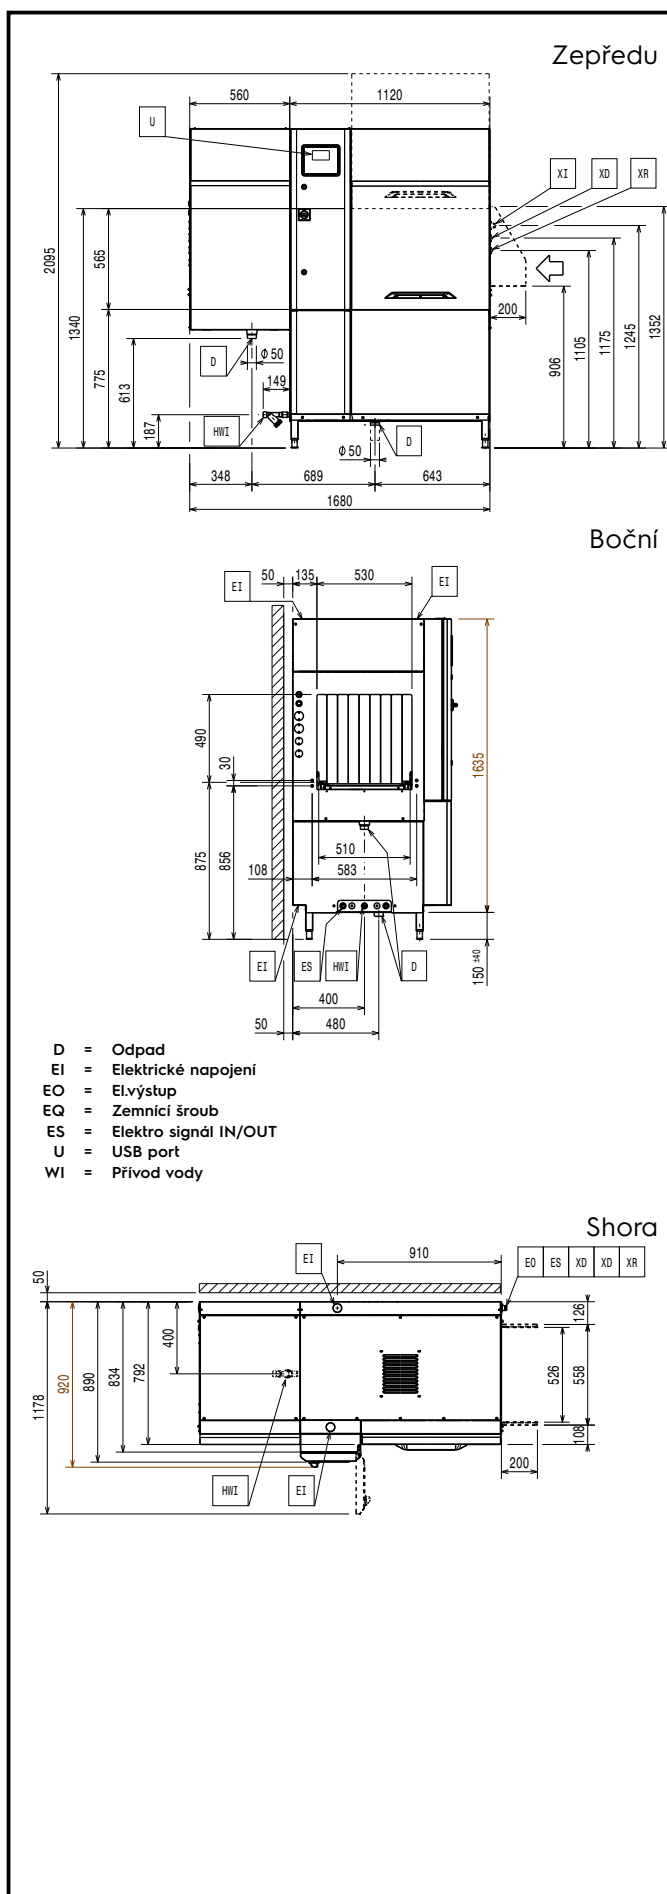 Zepředu
560
1120
U
XI
XD
XR
2095
1340
565
775
613
187
D
Φ 50
149
HWI
Φ 50
D
200
906
1105
1175
1245
1352
348
689
643
1680
Boční
EI
50
135
530
EI
490
30
875
856
1635
108
510
583
EI
ES
HWI
D
150 ±40
400
50
480
D = Odpad
EI = Elektrické napojení
EO = El.výstup
EQ = Zemnící šroub
ES = Elektro signál IN/OUT
U = USB port
WI = Přívod vody
Shora
EI
910
EO ES XD XD XR
50
1178
920
890
834
792
400
126
526
558
108
200
HWI
EI